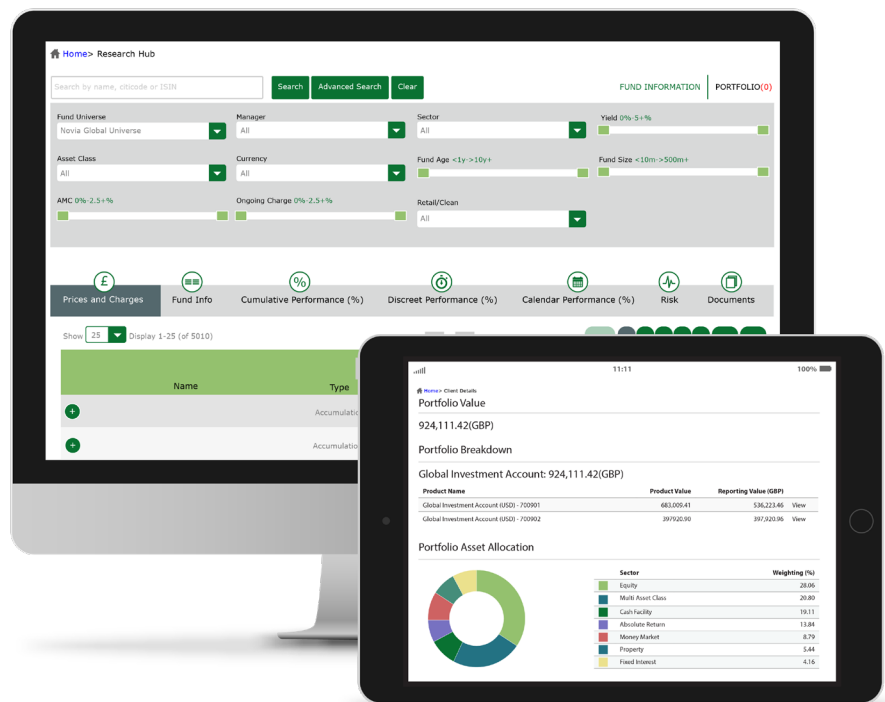 Home> Research Hub
Search by name, citicode or ISIN
Search
Advanced Search
Clear
FUND INFORMATION
PORTFOLIO(0)
Fund Universe
Manager
Sector
Yield 0%-5+%
Novia Global Universe
All
All
Asset Class
Currency
Fund Age <1y->10y+
Fund Size <10m->500m+
All
All
AMC 0%-2.5+%
Ongoing Charge 0%-2.5+%
Retail/Clean
All
£
%
Prices and Charges
Fund Info
Cumulative Performance (%)
Discreet Performance (%)
Calendar Performance (%)
Risk
Documents
Show 25 Display 1-25 (of 5010)
Name
Type
Accumulatio
Accumulatio
11:11
100%
Home> Client Details
Portfolio Value
924,111.42(GBP)
Portfolio Breakdown
Global Investment Account: 924,111.42(GBP)
Product Name Product Value Reporting Value (GBP)
Global Investment Account (USD) - 700901 683,009.41 536,223.46 View
Global Investment Account (USD) - 700902 397920.90 397,920.96 View
Portfolio Asset Allocation
Sector Weighting (%)
Equity 28.06
Multi Asset Class 20.80
Cash Facility 19.11
Absolute Return 13.84
Money Market 8.79
Property 5.44
Fixed Interest 4.16